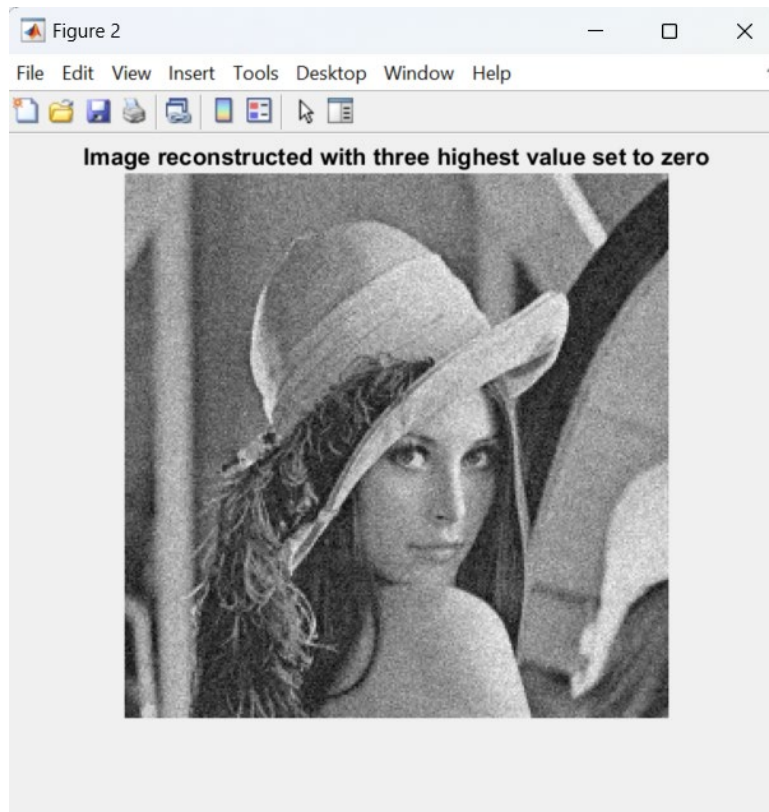 Figure 2
File Edit View Insert Tools Desktop Window Help
Image reconstructed with three highest value set to zero